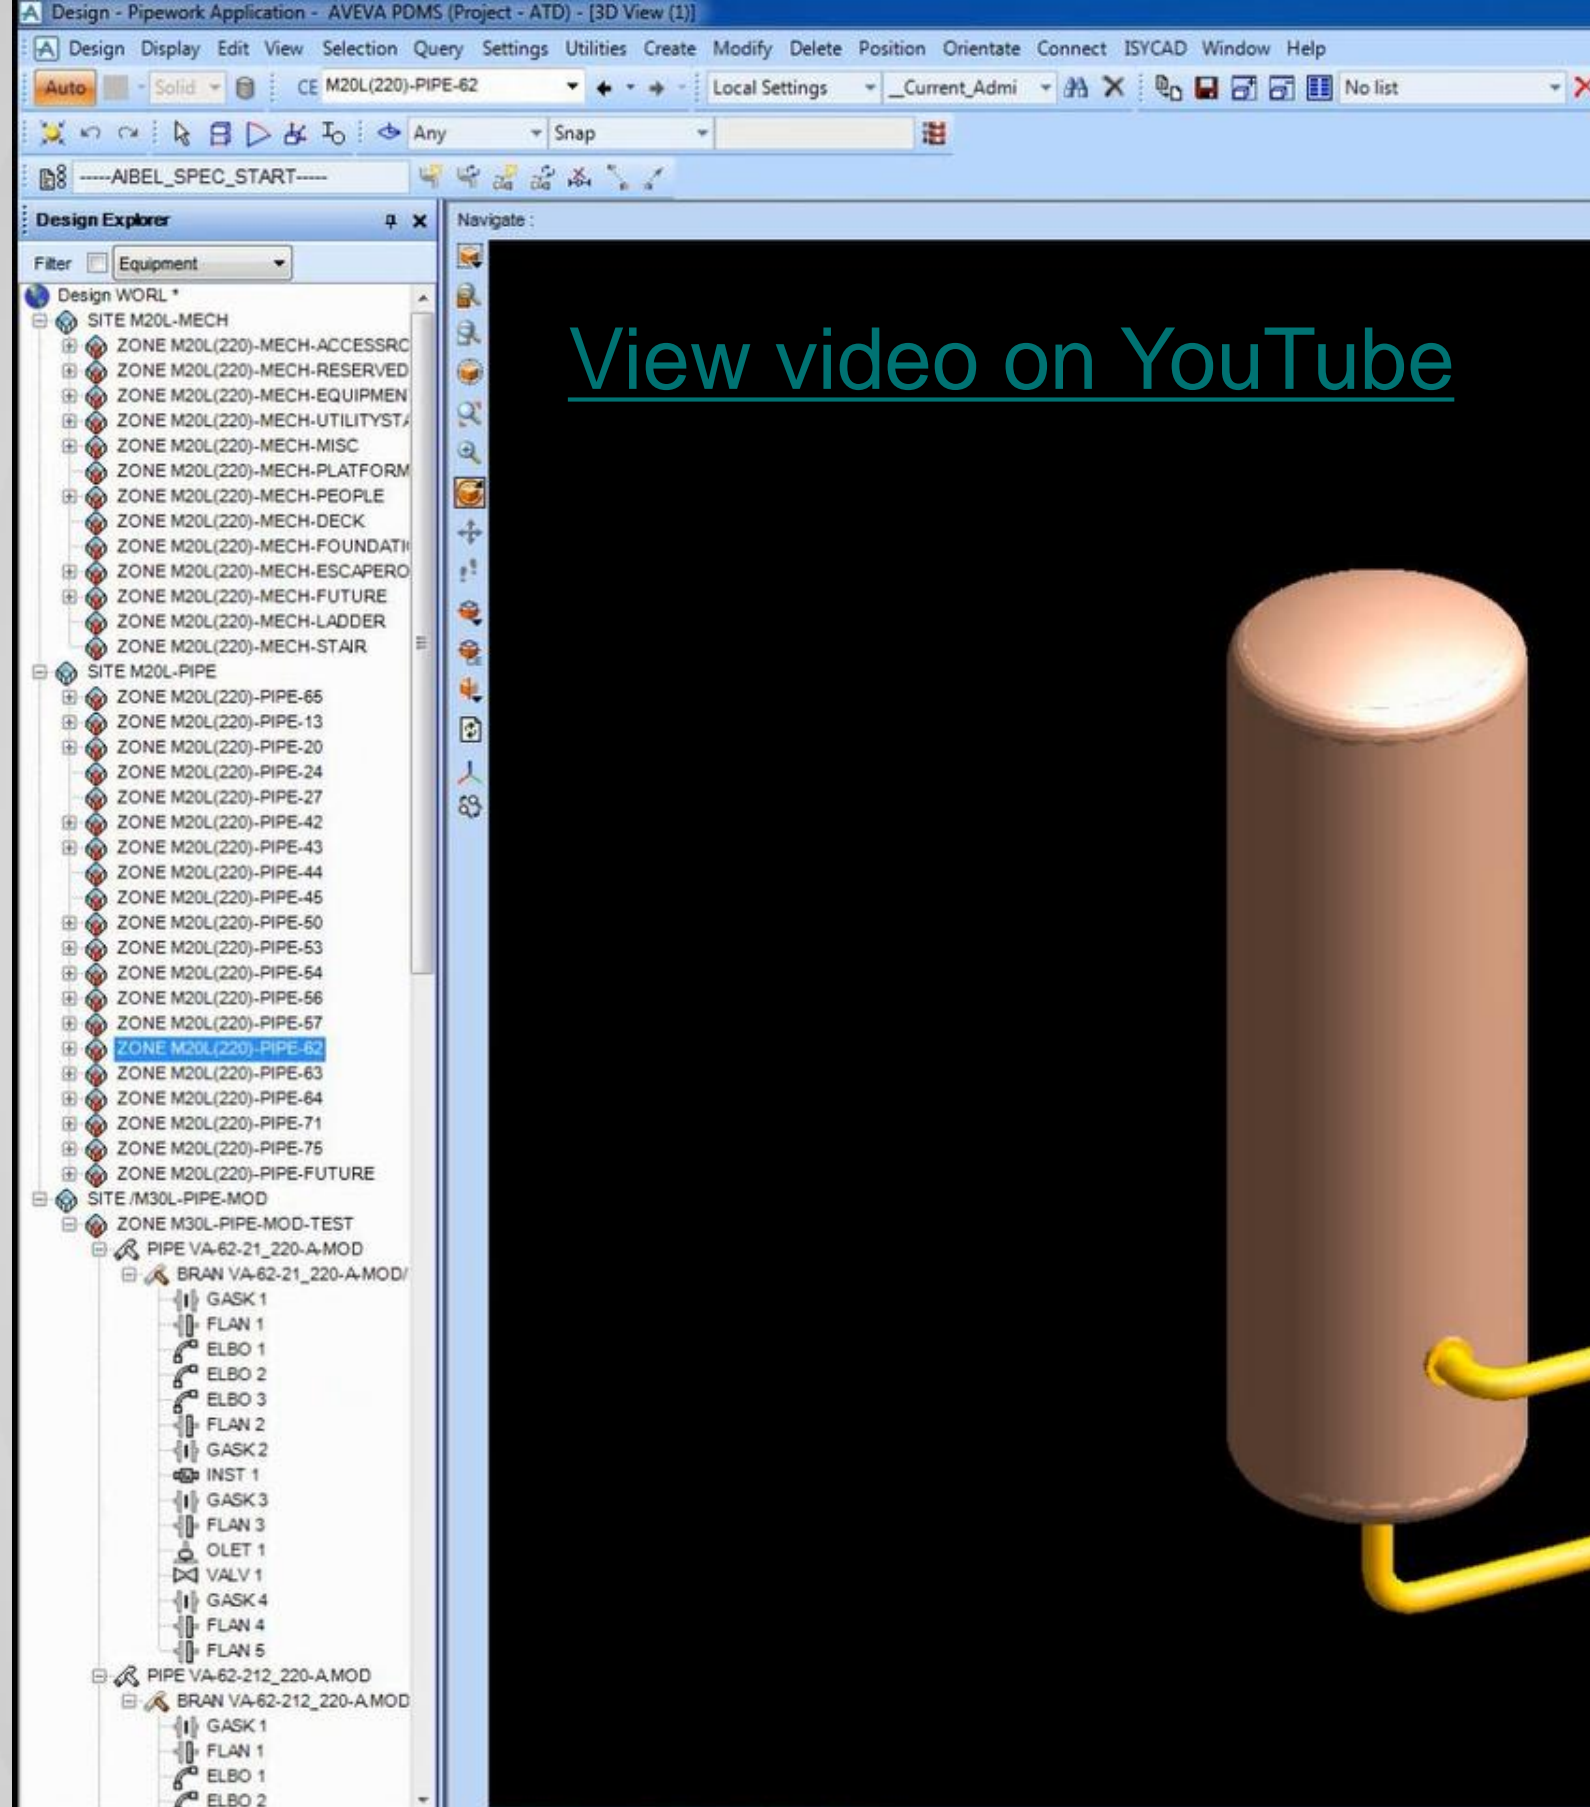 Design - Pipework Application - AVEVA PDMS (Project - ATD) - [3D View (1)]
Design Display Edit View Selection Query Settings Utilities Create Modify Delete Position Orientate Connect ISYCAD Window Help
Auto Solid CE M20L(220)-PIPE-62 Local Settings __Current_Admi No list
Any Snap
-----AIBEL_SPEC_START-----
Design Explorer
Navigate :
Filter Equipment
Design WORL *
SITE M20L-MECH
ZONE M20L(220)-MECH-ACCESSRO
ZONE M20L(220)-MECH-RESERVED
ZONE M20L(220)-MECH-EQUIPMEN
ZONE M20L(220)-MECH-UTILITYSTA
ZONE M20L(220)-MECH-MISC
ZONE M20L(220)-MECH-PLATFORM
ZONE M20L(220)-MECH-PEOPLE
ZONE M20L(220)-MECH-DECK
ZONE M20L(220)-MECH-FOUNDATI
ZONE M20L(220)-MECH-ESCAPERO
ZONE M20L(220)-MECH-FUTURE
ZONE M20L(220)-MECH-LADDER
ZONE M20L(220)-MECH-STAIR
SITE M20L-PIPE
ZONE M20L(220)-PIPE-65
ZONE M20L(220)-PIPE-13
ZONE M20L(220)-PIPE-20
ZONE M20L(220)-PIPE-24
ZONE M20L(220)-PIPE-27
ZONE M20L(220)-PIPE-42
ZONE M20L(220)-PIPE-43
ZONE M20L(220)-PIPE-44
ZONE M20L(220)-PIPE-45
ZONE M20L(220)-PIPE-50
ZONE M20L(220)-PIPE-53
ZONE M20L(220)-PIPE-54
ZONE M20L(220)-PIPE-56
ZONE M20L(220)-PIPE-57
ZONE M20L(220)-PIPE-62
ZONE M20L(220)-PIPE-63
ZONE M20L(220)-PIPE-64
ZONE M20L(220)-PIPE-71
ZONE M20L(220)-PIPE-75
ZONE M20L(220)-PIPE-FUTURE
SITE /M30L-PIPE-MOD
ZONE M30L-PIPE-MOD-TEST
PIPE VA-62-21_220-A-MOD
BRAN VA-62-21_220-A-MOD/
GASK 1
FLAN 1
ELBO 1
ELBO 2
ELBO 3
FLAN 2
GASK 2
INST 1
GASK 3
FLAN 3
OLET 1
VALV 1
GASK 4
FLAN 4
FLAN 5
PIPE VA-62-212_220-A.MOD
BRAN VA-62-212_220-A.MOD
GASK 1
FLAN 1
ELBO 1
ELBO 2
View video on YouTube